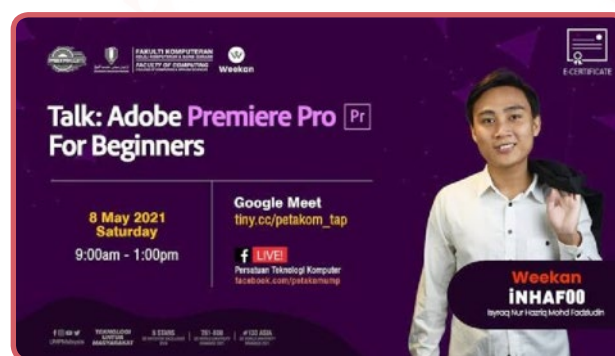 FAKULTI KOMPUTERAN
FACULTY OF COMPUTING
Weekan
E-CERTIFICATE
Talk: Adobe Premiere Pro Pr
For Beginners
8 May 2021
Saturday
9:00am - 1:00pm
Google Meet
tiny.cc/petakom_tap
f LIVE!
Persatuan Teknologi Komputer
facebook.com/petakomump
Weekan
iNHAFOO
Isyraq Nur Hazriq Mohd Fadzludin
TEKNOLOGI
UNTUK
MASYARAKAT
5 STARS